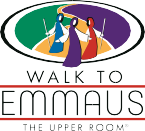 WALK TO
EMMAUS
THE UPPER ROOM®